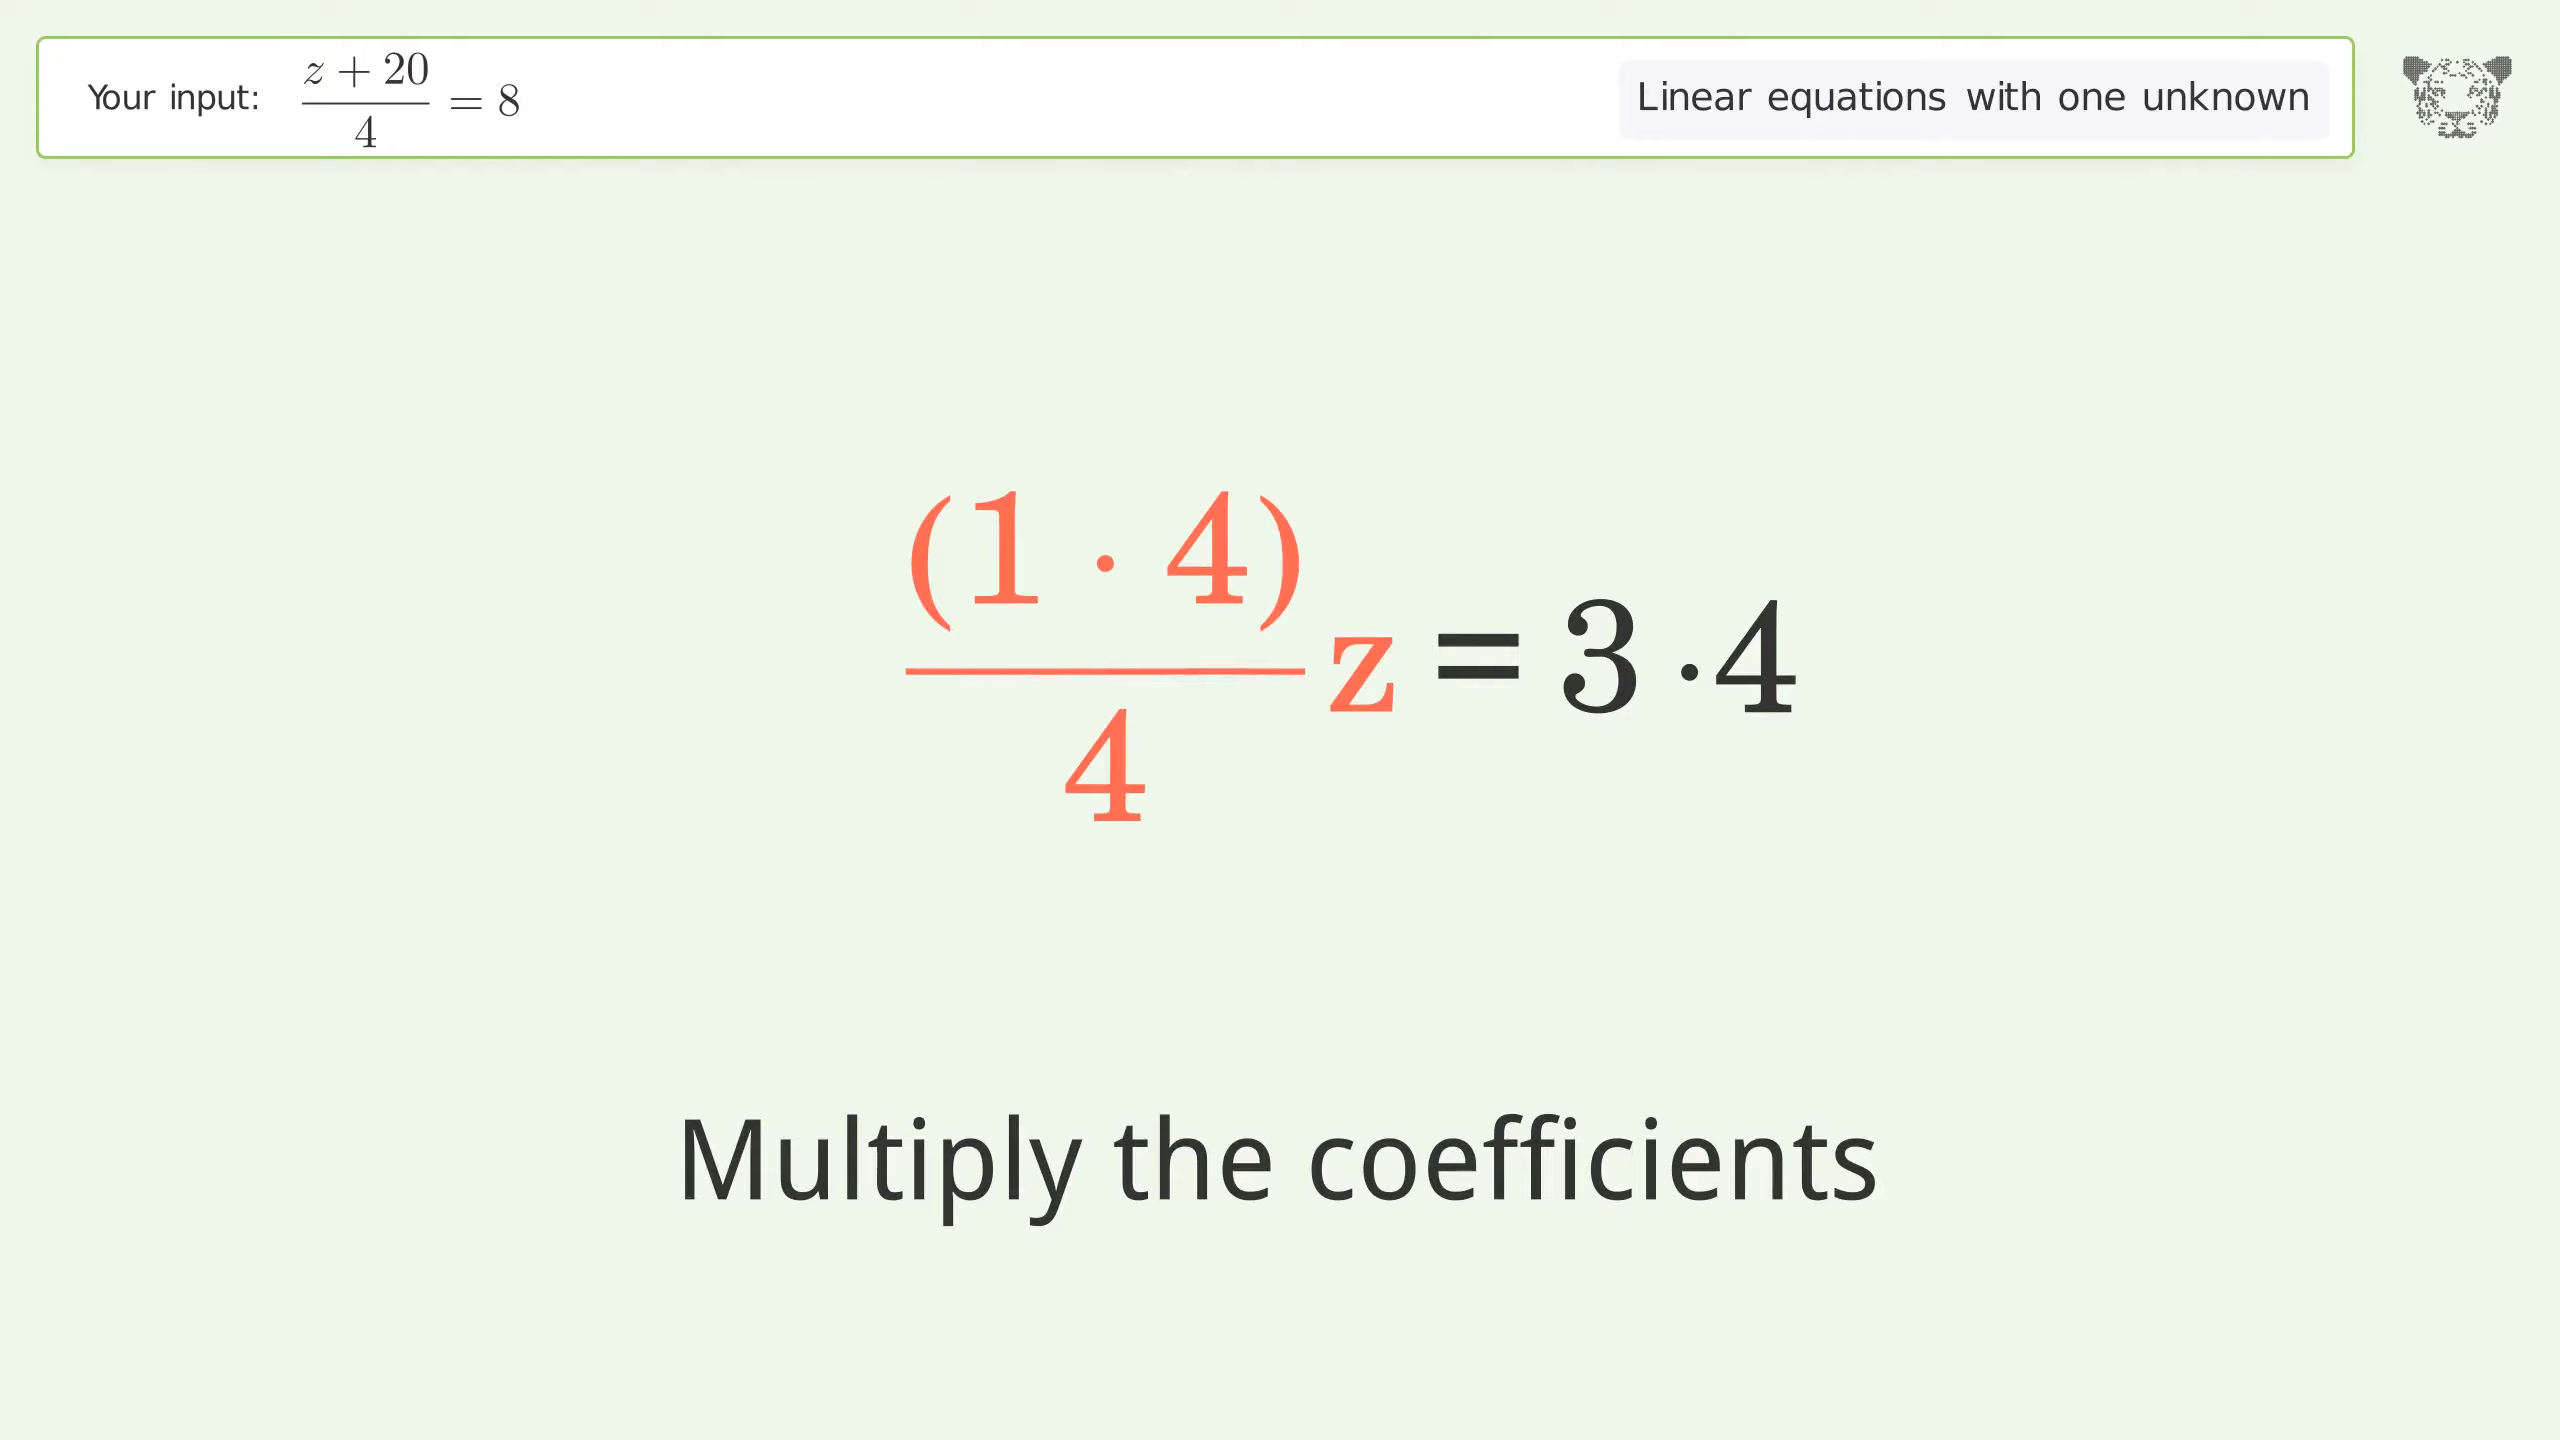 Your input: (z + 20)/4 = 8
Linear equations with one unknown
(1 · 4)/4 z = 3 · 4
Multiply the coefficients